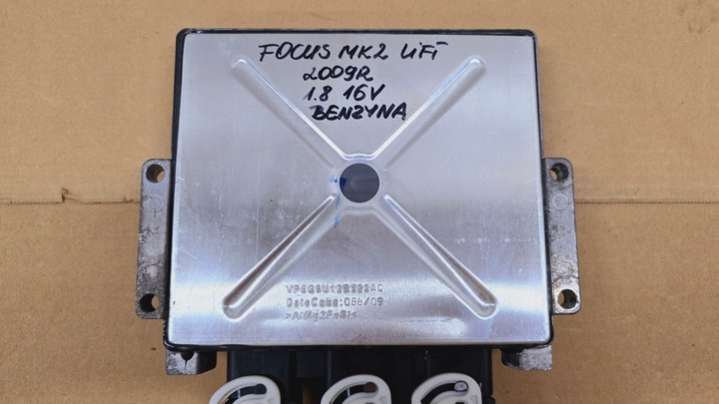 FOCUS MK2 LIFT
2009R
1.8 16V
BENZYNA
DateCode:056/09